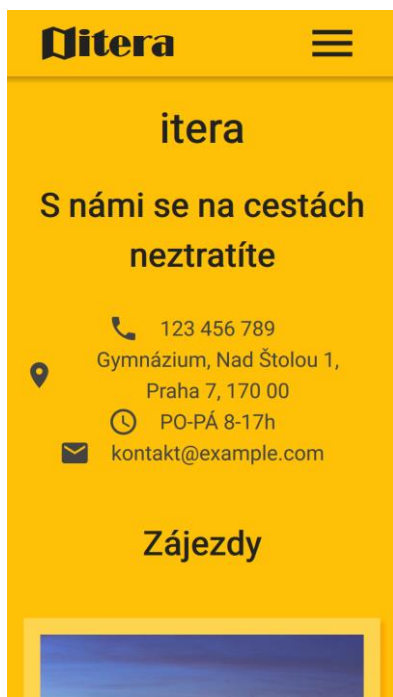 itera
itera
S námi se na cestách
neztratíte
123 456 789
Gymnázium, Nad Štolou 1,
Praha 7, 170 00
PO-PÁ 8-17h
kontakt@example.com
Zájezdy